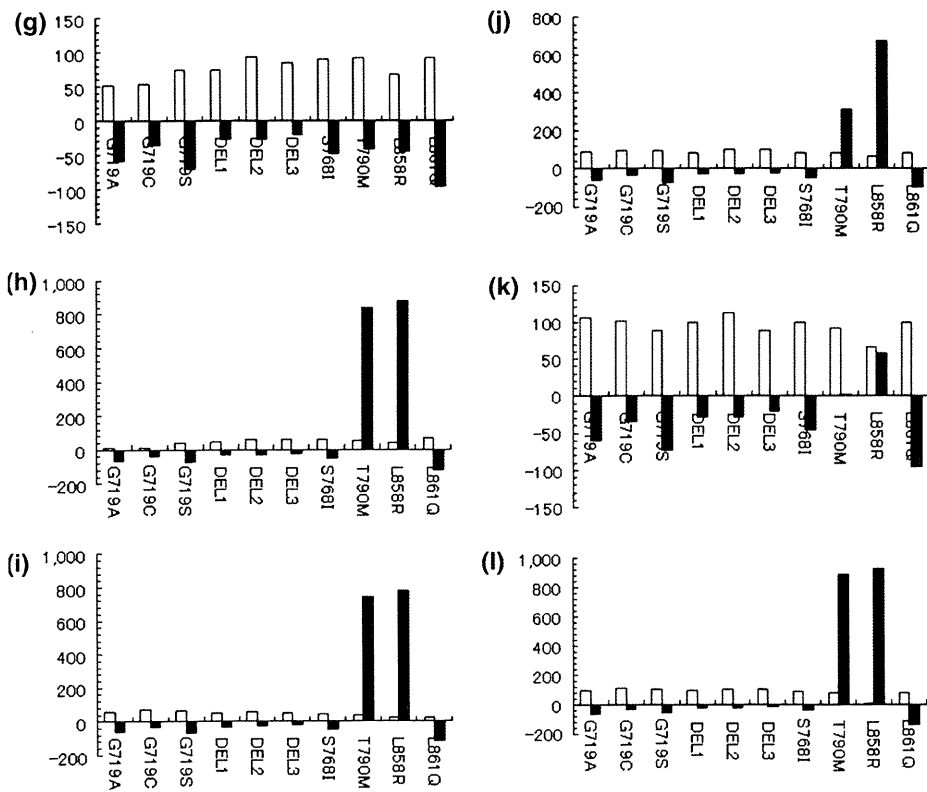 (g)
150
100
50
0
−50
−100
−150
G719A
G719C
G719S
DEL1
DEL2
DEL3
S768I
T790M
L858R
L861Q
(j)
800
600
400
200
0
−200
G719A
G719C
G719S
DEL1
DEL2
DEL3
S768I
T790M
L858R
L861Q
(h)
1,000
800
600
400
200
0
−200
G719A
G719C
G719S
DEL1
DEL2
DEL3
S768I
T790M
L858R
L861Q
(k)
150
100
50
0
−50
−100
−150
G719A
G719C
G719S
DEL1
DEL2
DEL3
S768I
T790M
L858R
L861Q
(i)
1,000
800
600
400
200
0
−200
G719A
G719C
G719S
DEL1
DEL2
DEL3
S768I
T790M
L858R
L861Q
(l)
1,000
800
600
400
200
0
−200
G719A
G719C
G719S
DEL1
DEL2
DEL3
S768I
T790M
L858R
L861Q